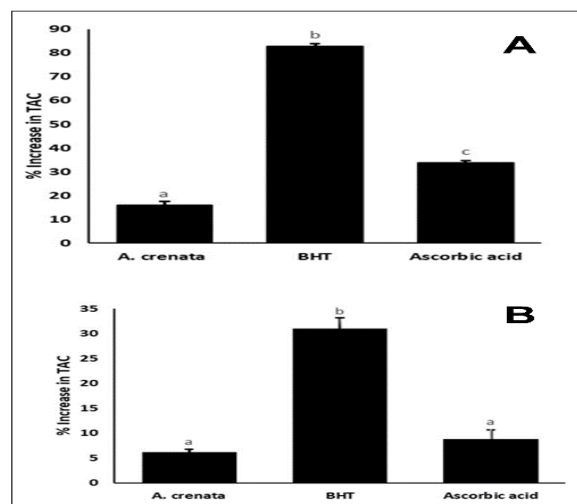 A
% Increase in TAC
90
80
70
60
50
40
30
20
10
0
a
b
c
A. crenata
BHT
Ascorbic acid
B
% Increase in TAC
35
30
25
20
15
10
5
0
a
b
a
A. crenata
BHT
Ascorbic acid